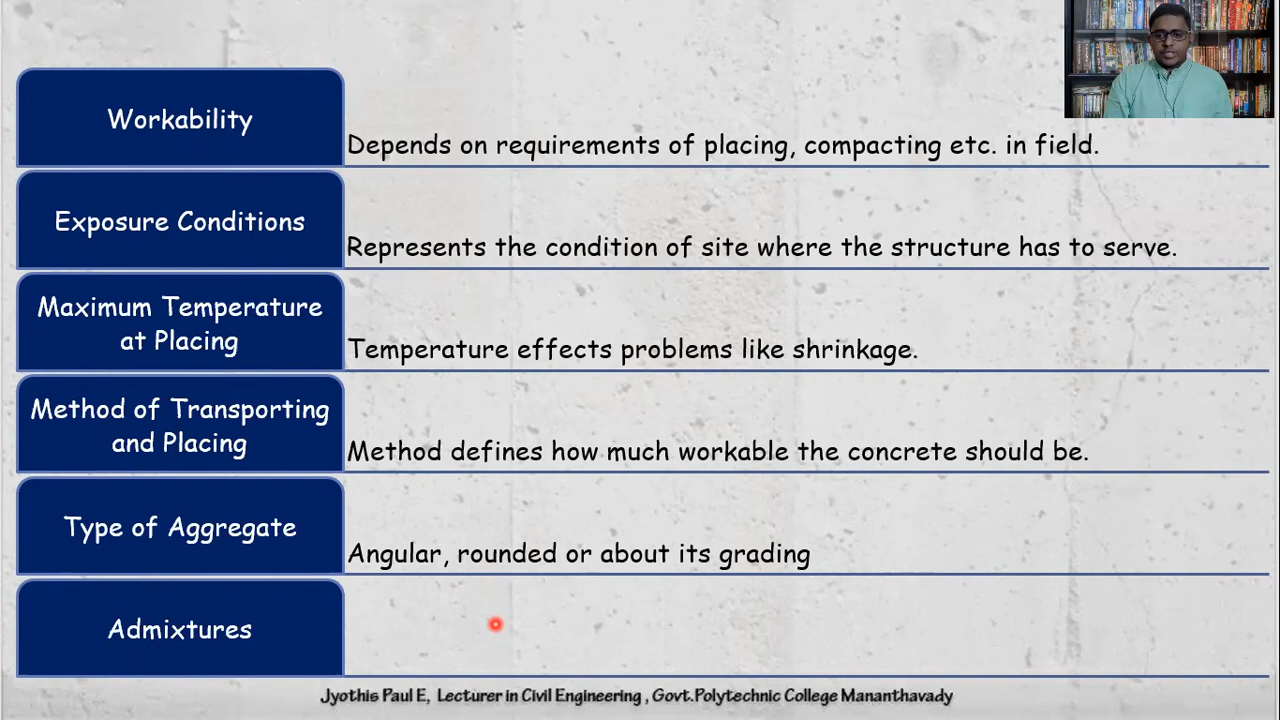 Workability
Depends on requirements of placing, compacting etc. in field.
Exposure Conditions
Represents the condition of site where the structure has to serve.
Maximum Temperature
at Placing
Temperature effects problems like shrinkage.
Method of Transporting
and Placing
Method defines how much workable the concrete should be.
Type of Aggregate
Angular, rounded or about its grading
Admixtures
Jyothis Paul E, Lecturer in Civil Engineering , Govt.Polytechnic College Mananthavady